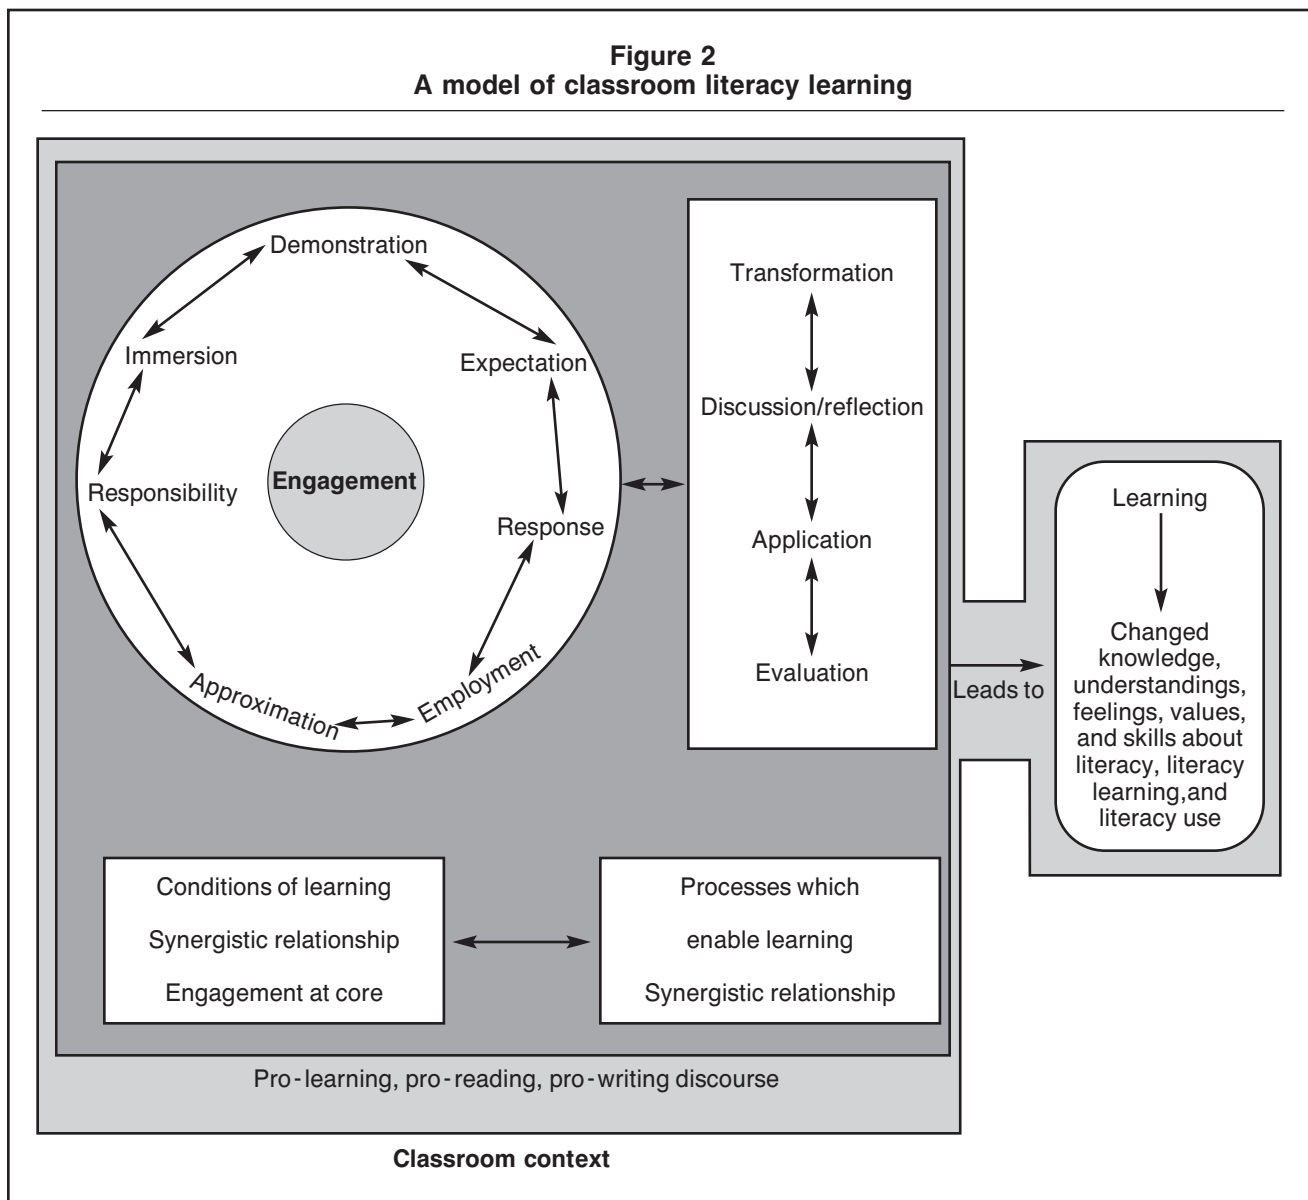 Figure 2
A model of classroom literacy learning
Demonstration
Immersion
Expectation
Engagement
Responsibility
Response
Approximation
Employment
Transformation
Discussion/reflection
Application
Evaluation
Leads to
Learning
Changed
knowledge,
understandings,
feelings, values,
and skills about
literacy, literacy
learning,and
literacy use
Conditions of learning
Synergistic relationship
Engagement at core
Processes which
enable learning
Synergistic relationship
Pro-learning, pro-reading, pro-writing discourse
Classroom context